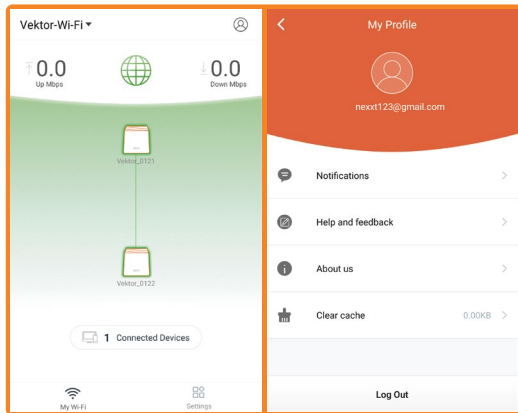 Vektor-Wi-Fi
0.0
Up Mbps
0.0
Down Mbps
Vektor_0121
Vektor_0122
1 Connected Devices
My Wi-Fi
Settings
My Profile
nexxt123@gmail.com
Notifications
Help and feedback
About us
Clear cache
0.00KB
Log Out